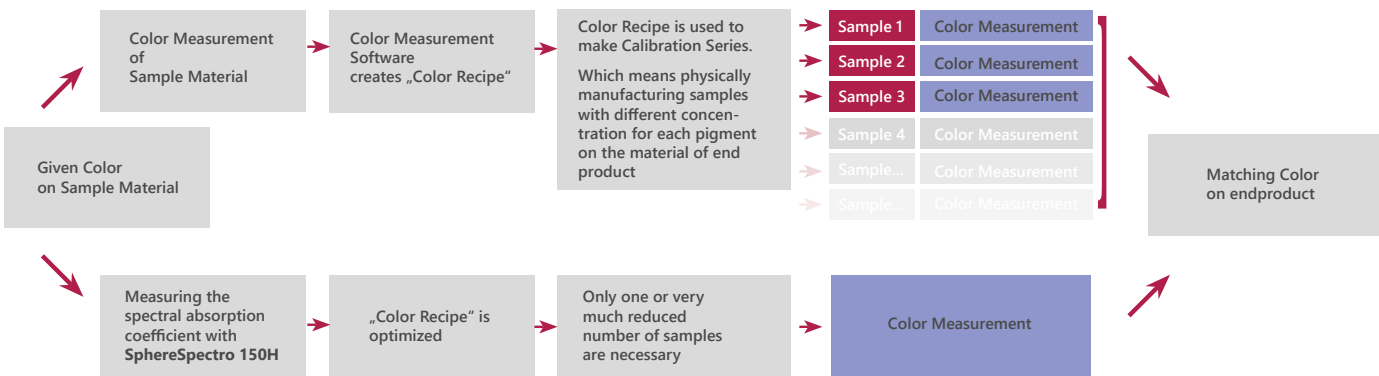 Given Color
on Sample Material
Color Measurement
of
Sample Material
Color Measurement
Software
creates „Color Recipe“
Color Recipe is used to
make Calibration Series.
Which means physically
manufacturing samples
with different concen-
tration for each pigment
on the material of end
product
Sample 1 Color Measurement
Sample 2 Color Measurement
Sample 3 Color Measurement
Sample 4 Color Measurement
Sample... Color Measurement
Sample... Color Measurement
Measuring the
spectral absorption
coefficient with
SphereSpectro 150H
„Color Recipe“ is
optimized
Only one or very
much reduced
number of samples
are necessary
Color Measurement
Matching Color
on endproduct